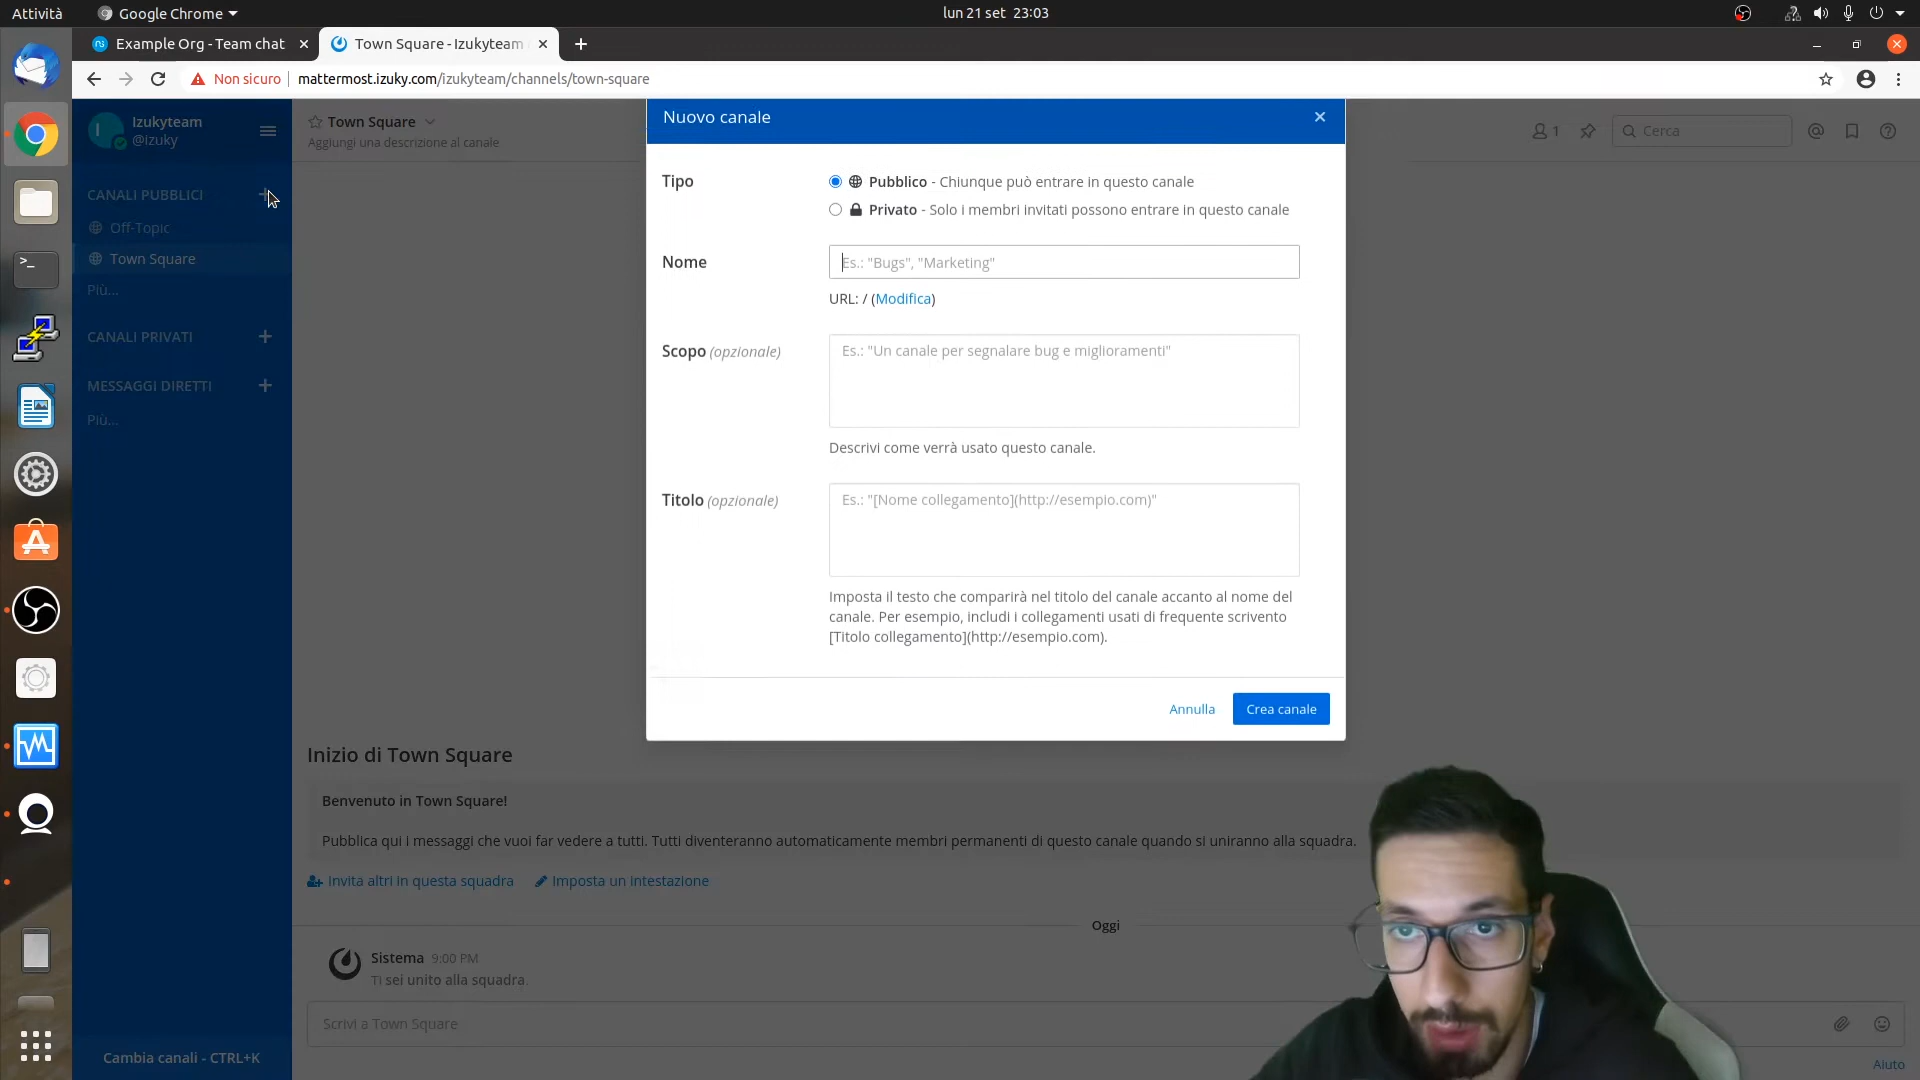 Attività
Google Chrome
lun 21 set 23:03
Example Org - Team chat
Town Square - Izukyteam
Non sicuro
mattermost.izuky.com/izukyteam/channels/town-square
Izukyteam
@izuky
Town Square
Aggiungi una descrizione al canale
1
Cerca
CANALI PUBBLICI
Off-Topic
Town Square
Più...
CANALI PRIVATI
MESSAGGI DIRETTI
Più...
Nuovo canale
Tipo
Pubblico - Chiunque può entrare in questo canale
Privato - Solo i membri invitati possono entrare in questo canale
Nome
Es.: "Bugs", "Marketing"
URL: / (Modifica)
Scopo (opzionale)
Es.: "Un canale per segnalare bug e miglioramenti"
Descrivi come verrà usato questo canale.
Titolo (opzionale)
Es.: "[Nome collegamento](http://esempio.com)"
Imposta il testo che comparirà nel titolo del canale accanto al nome del
canale. Per esempio, includi i collegamenti usati di frequente scrivento
[Titolo collegamento](http://esempio.com).
Annulla
Crea canale
Inizio di Town Square
Benvenuto in Town Square!
Pubblica qui i messaggi che vuoi far vedere a tutti. Tutti diventeranno automaticamente membri permanenti di questo canale quando si uniranno alla squadra.
Invita altri in questa squadra
Imposta un intestazione
Oggi
Sistema 9:00 PM
Ti sei unito alla squadra.
Scrivi a Town Square
Cambia canali - CTRL+K
Aiuto